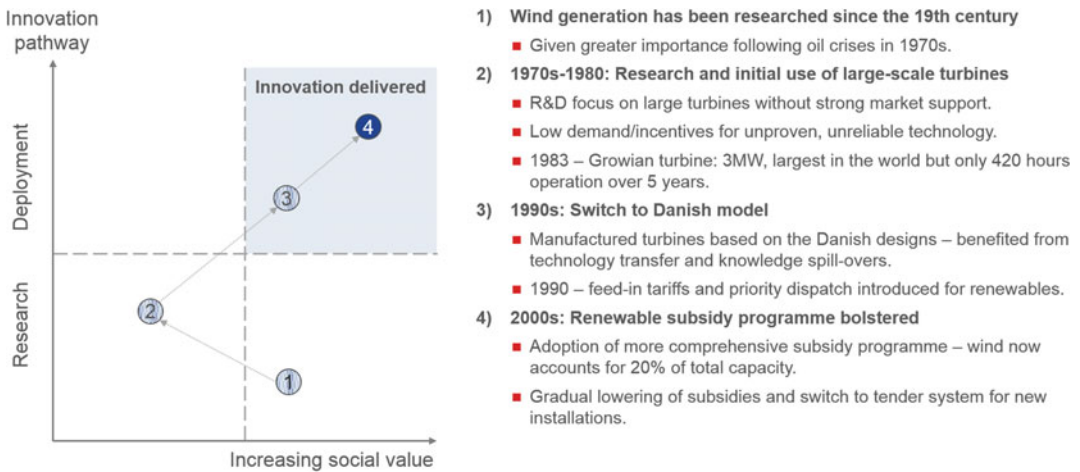 Innovation
pathway
Deployment
Research
Innovation delivered
4
3
2
1
Increasing social value
1) Wind generation has been researched since the 19th century
■ Given greater importance following oil crises in 1970s.
2) 1970s-1980: Research and initial use of large-scale turbines
■ R&D focus on large turbines without strong market support.
■ Low demand/incentives for unproven, unreliable technology.
■ 1983 – Growian turbine: 3MW, largest in the world but only 420 hours
operation over 5 years.
3) 1990s: Switch to Danish model
■ Manufactured turbines based on the Danish designs – benefited from
technology transfer and knowledge spill-overs.
■ 1990 – feed-in tariffs and priority dispatch introduced for renewables.
4) 2000s: Renewable subsidy programme bolstered
■ Adoption of more comprehensive subsidy programme – wind now
accounts for 20% of total capacity.
■ Gradual lowering of subsidies and switch to tender system for new
installations.